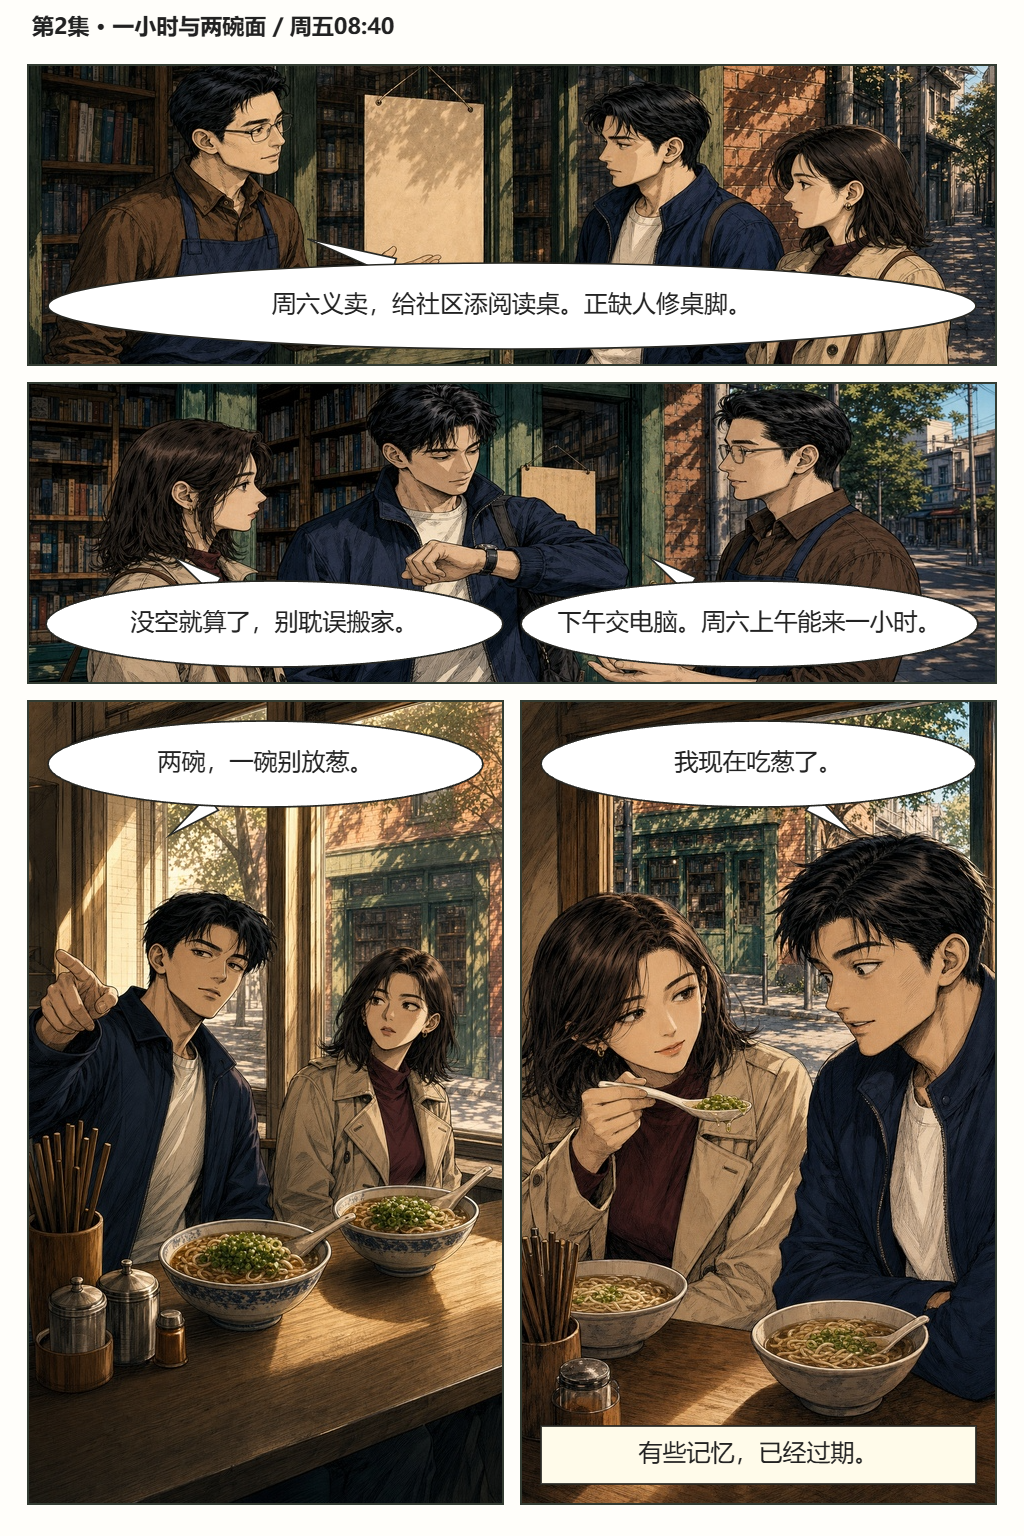 第2集·一小时与两碗面 / 周五08:40
周六义卖，给社区添阅读桌。正缺人修桌脚。
没空就算了，别耽误搬家。
下午交电脑。周六上午能来一小时。
两碗，一碗别放葱。
我现在吃葱了。
有些记忆，已经过期。